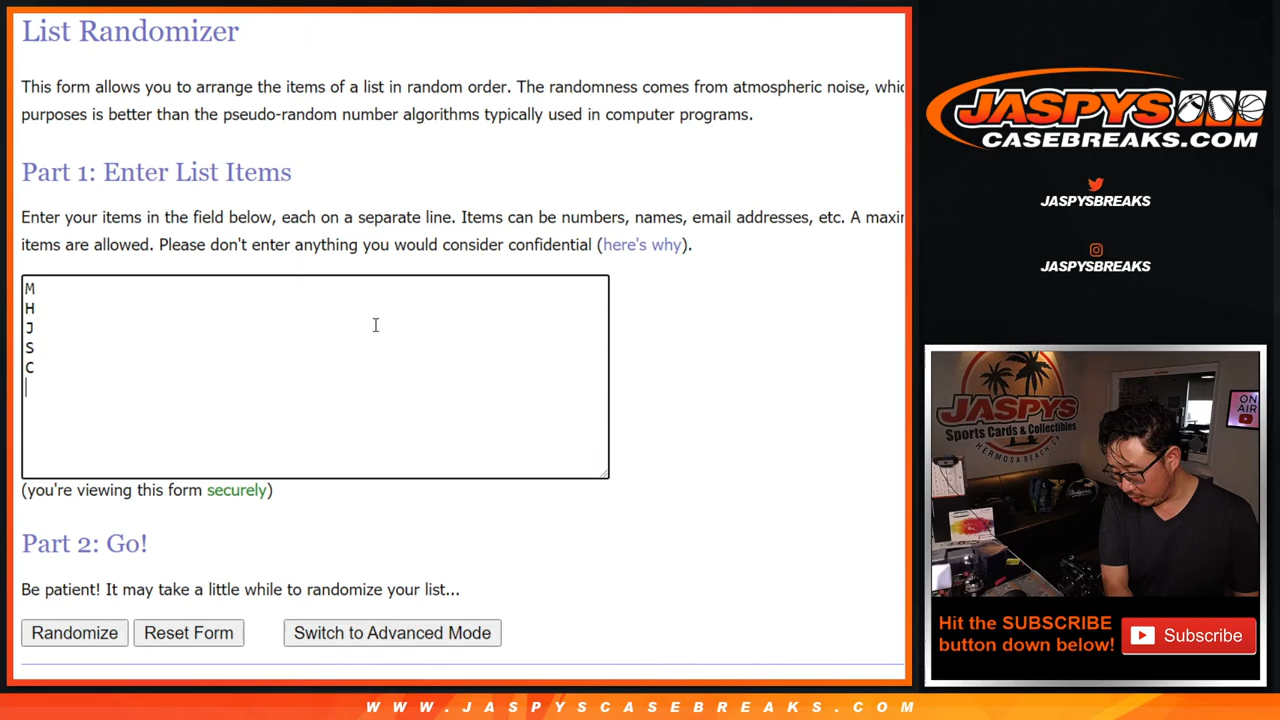 List Randomizer
This form allows you to arrange the items of a list in random order. The randomness comes from atmospheric noise, whic
purposes is better than the pseudo-random number algorithms typically used in computer programs.
Part 1: Enter List Items
Enter your items in the field below, each on a separate line. Items can be numbers, names, email addresses, etc. A maxi
items are allowed. Please don't enter anything you would consider confidential (here's why).
M
H
J
S
C
(you're viewing this form securely)
Part 2: Go!
Be patient! It may take a little while to randomize your list...
Randomize
Reset Form
Switch to Advanced Mode
JASPYS
CASEBREAKS.COM
JASPYSBREAKS
JASPYSBREAKS
JASPYS
Sports Cards & Collectibles
HERMOSA BEACH, CA
ON
AIR
Hit the SUBSCRIBE
button down below!
Subscribe
WWW.JASPYSCASEBREAKS.COM